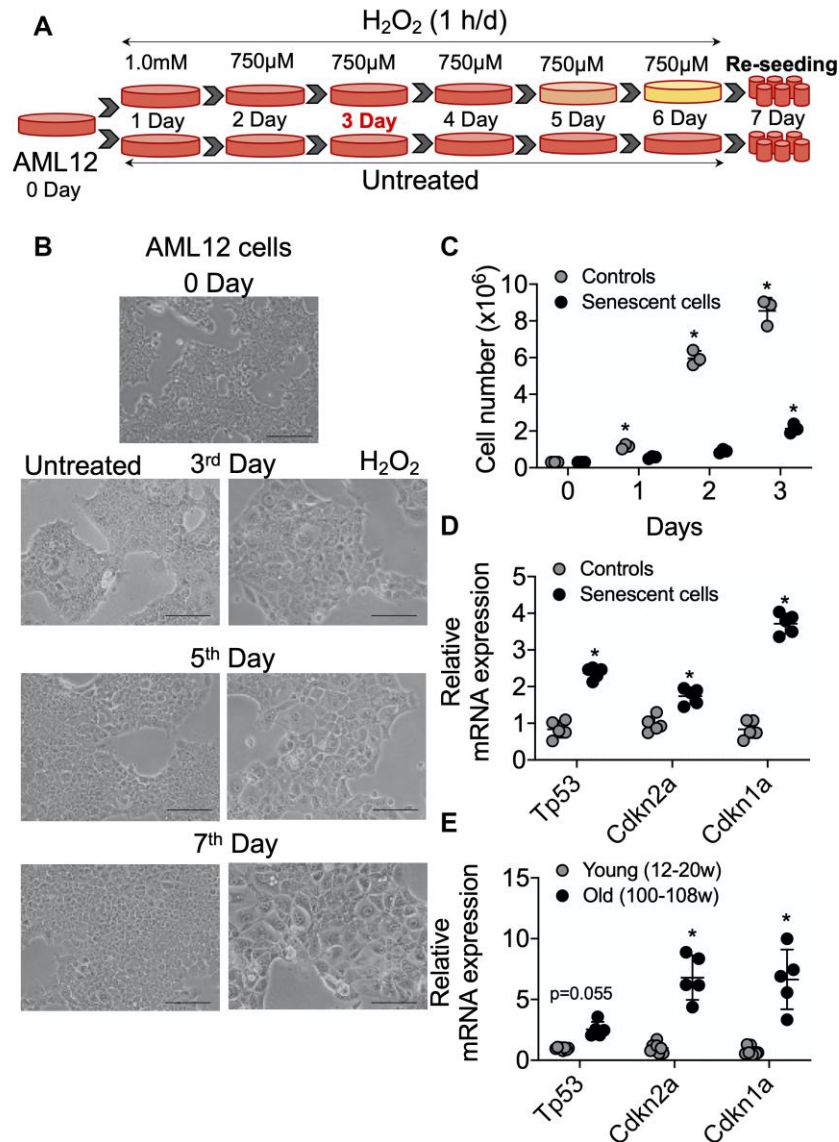 A
H₂O₂ (1 h/d)
1.0mM 750µM 750µM 750µM 750µM 750µM Re-seeding
1 Day 2 Day 3 Day 4 Day 5 Day 6 Day 7 Day
AML12
0 Day
Untreated
B
AML12 cells
0 Day
Untreated 3rd Day H₂O₂
5th Day
7th Day
C
Controls
Senescent cells
Cell number (x10⁶)
10
8
6
4
2
0
* * * *
0 1 2 3
Days
D
Controls
Senescent cells
Relative
mRNA expression
5
4
3
2
1
0
* * *
Tp53 Cdkn2a Cdkn1a
E
Young (12-20w)
Old (100-108w)
Relative
mRNA expression
15
10
5
0
p=0.055 * *
Tp53 Cdkn2a Cdkn1a